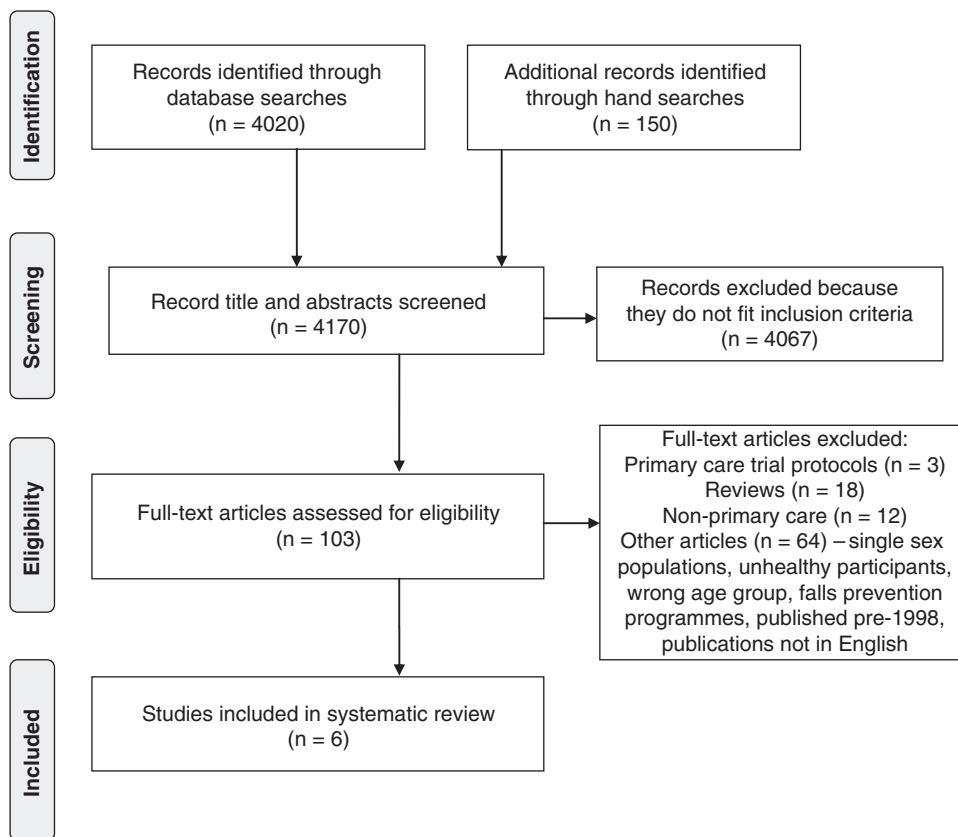 Identification
Records identified through
database searches
(n = 4020)
Additional records identified
through hand searches
(n = 150)
Screening
Record title and abstracts screened
(n = 4170)
Records excluded because
they do not fit inclusion criteria
(n = 4067)
Eligibility
Full-text articles assessed for eligibility
(n = 103)
Full-text articles excluded:
Primary care trial protocols (n = 3)
Reviews (n = 18)
Non-primary care (n = 12)
Other articles (n = 64) – single sex
populations, unhealthy participants,
wrong age group, falls prevention
programmes, published pre-1998,
publications not in English
Included
Studies included in systematic review
(n = 6)